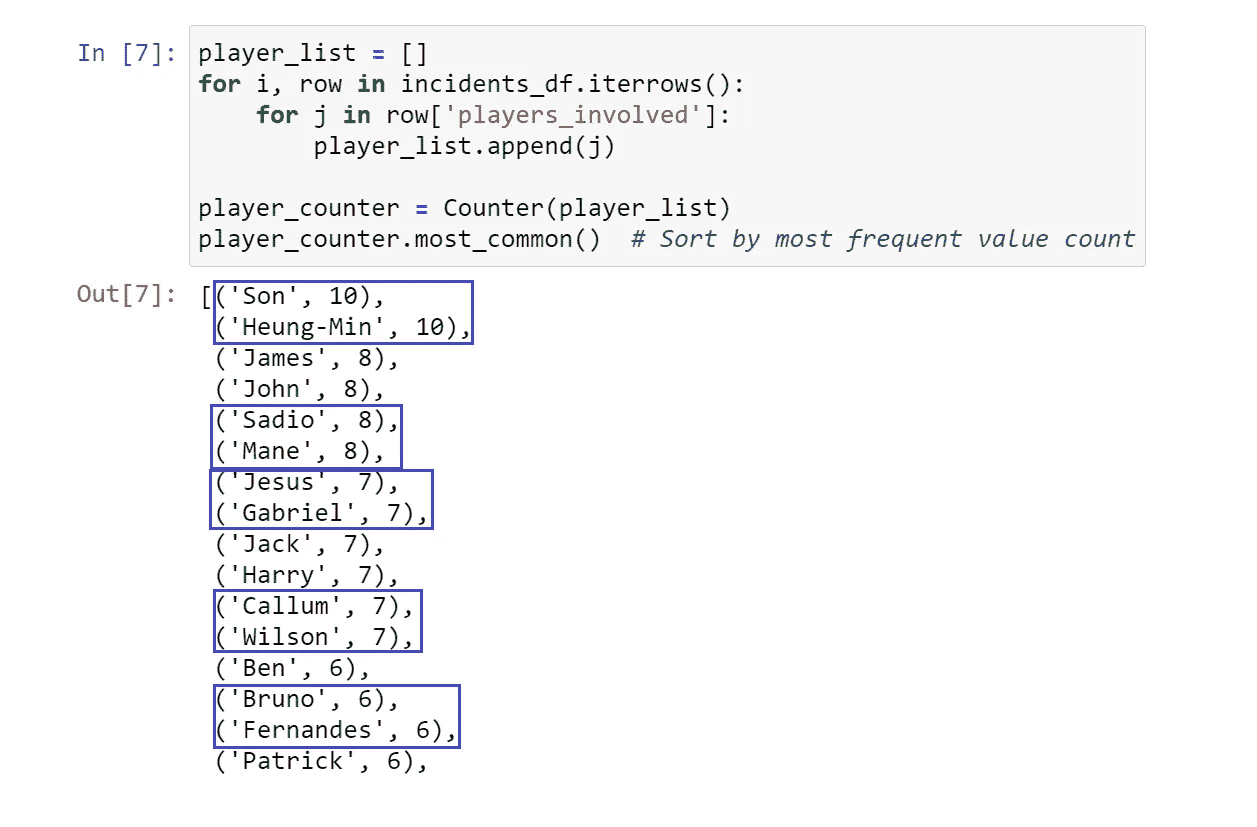 In [7]: player_list = []
for i, row in incidents_df.iterrows():
    for j in row['players_involved']:
        player_list.append(j)
player_counter = Counter(player_list)
player_counter.most_common()  # Sort by most frequent value count
Out[7]: [('Son', 10),
('Heung-Min', 10),
('James', 8),
('John', 8),
('Sadio', 8),
('Mane', 8),
('Jesus', 7),
('Gabriel', 7),
('Jack', 7),
('Harry', 7),
('Callum', 7),
('Wilson', 7),
('Ben', 6),
('Bruno', 6),
('Fernandes', 6),
('Patrick', 6),